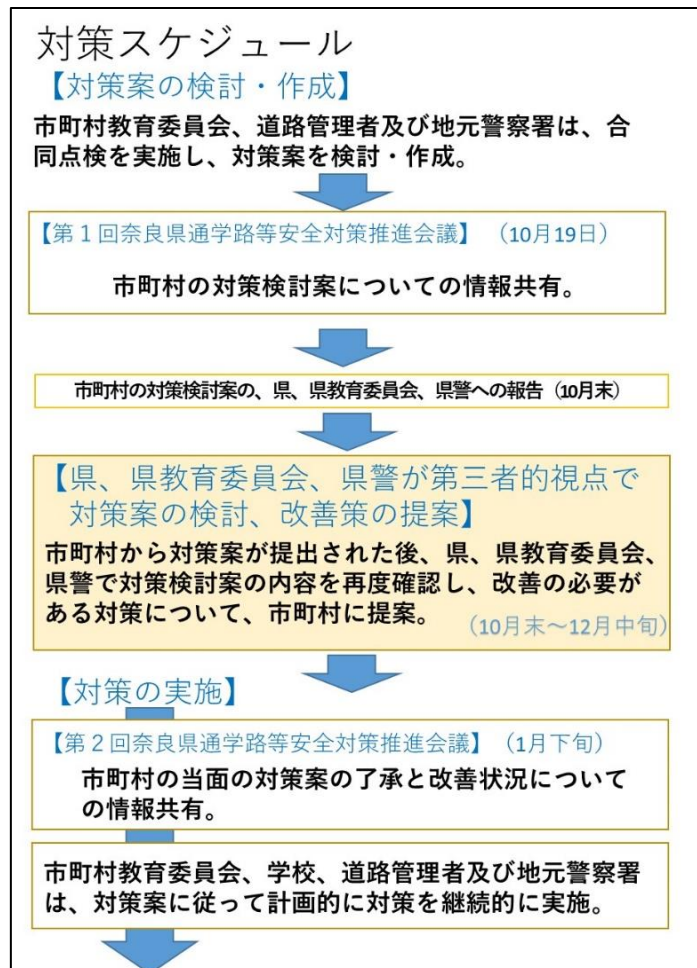 対策スケジュール
【対策案の検討・作成】
市町村教育委員会、道路管理者及び地元警察署は、合
同点検を実施し、対策案を検討・作成。
【第１回奈良県通学路等安全対策推進会議】（10月19日）
市町村の対策検討案についての情報共有。
市町村の対策検討案の、県、県教育委員会、県警への報告（10月末）
【県、県教育委員会、県警が第三者的視点で
対策案の検討、改善策の提案】
市町村から対策案が提出された後、県、県教育委員会、
県警で対策検討案の内容を再度確認し、改善の必要が
ある対策について、市町村に提案。
（10月末～12月中旬）
【対策の実施】
【第２回奈良県通学路等安全対策推進会議】（1月下旬）
市町村の当面の対策案の了承と改善状況について
の情報共有。
市町村教育委員会、学校、道路管理者及び地元警察署
は、対策案に従って計画的に対策を継続的に実施。